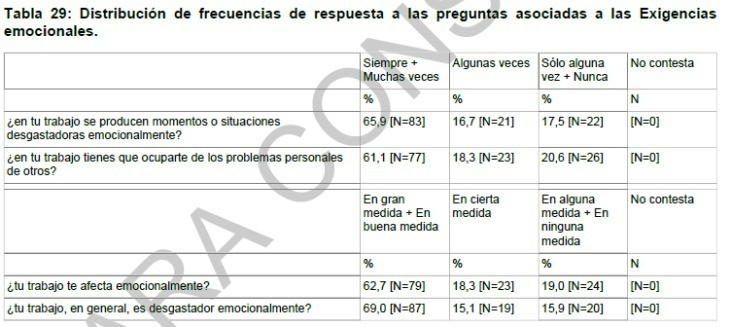 Tabla 29: Distribución de frecuencias de respuesta a las preguntas asociadas a las Exigencias
emocionales.
Siempre + Algunas veces Sólo alguna No contesta
Muchas veces vez + Nunca
% % % N
¿en tu trabajo se producen momentos o situaciones 65,9 [N=83] 16,7 [N=21] 17,5 [N=22] [N=0]
desgastadoras emocionalmente?
¿en tu trabajo tienes que ocuparte de los problemas personales 61,1 [N=77] 18,3 [N=23] 20,6 [N=26] [N=0]
de otros?
En gran En cierta En alguna No contesta
medida + En medida medida + En
buena medida ninguna
medida
% % % N
¿tu trabajo te afecta emocionalmente? 62,7 [N=79] 18,3 [N=23] 19,0 [N=24] [N=0]
¿tu trabajo, en general, es desgastador emocionalmente? 69,0 [N=87] 15,1 [N=19] 15,9 [N=20] [N=0]
ARA CONS